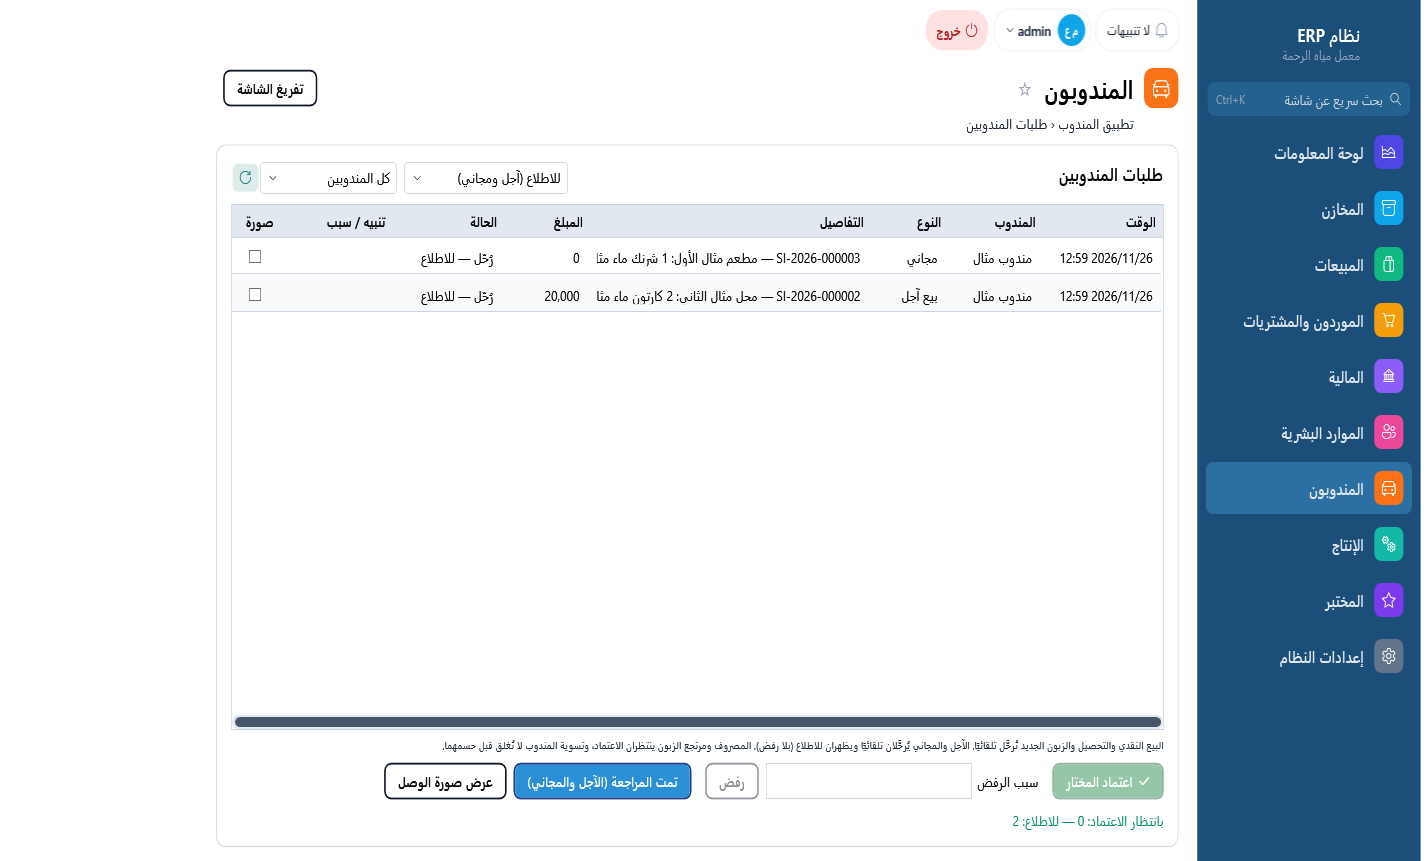 نظام ERP
معمل مياه الرحمة
بحث سريع عن شاشة Ctrl+K
لوحة المعلومات
المخازن
المبيعات
الموردون والمشتريات
المالية
الموارد البشرية
المندوبون
الإنتاج
المختبر
إعدادات النظام
لا تنبيهات
مع admin
خروج
المندوبون
تطبيق المندوب › طلبات المندوبين
تفريغ الشاشة
طلبات المندوبين
للاطلاع (آجل ومجاني)
كل المندوبين
الوقت المندوب النوع التفاصيل المبلغ الحالة تنبيه / سبب صورة
12:59 2026/11/26 مندوب مثال مجاني SI-2026-000003 — مطعم مثال الأول: 1 شرنك ماء مثا 0 رُحّل — للاطلاع
12:59 2026/11/26 مندوب مثال بيع آجل SI-2026-000002 — محل مثال الثاني: 2 كارتون ماء مثا 20,000 رُحّل — للاطلاع
البيع النقدي والتحصيل والزبون الجديد تُرحَّل تلقائيًا. الآجل والمجاني يُرحَّلان تلقائيًا ويظهران للاطلاع (بلا رفض). المصروف ومرتجع الزبون ينتظران الاعتماد، وتسوية المندوب لا تُغلق قبل حسمهما.
اعتماد المختار
سبب الرفض
رفض
تمت المراجعة (الآجل والمجاني)
عرض صورة الوصل
بانتظار الاعتماد: 0 — للاطلاع: 2